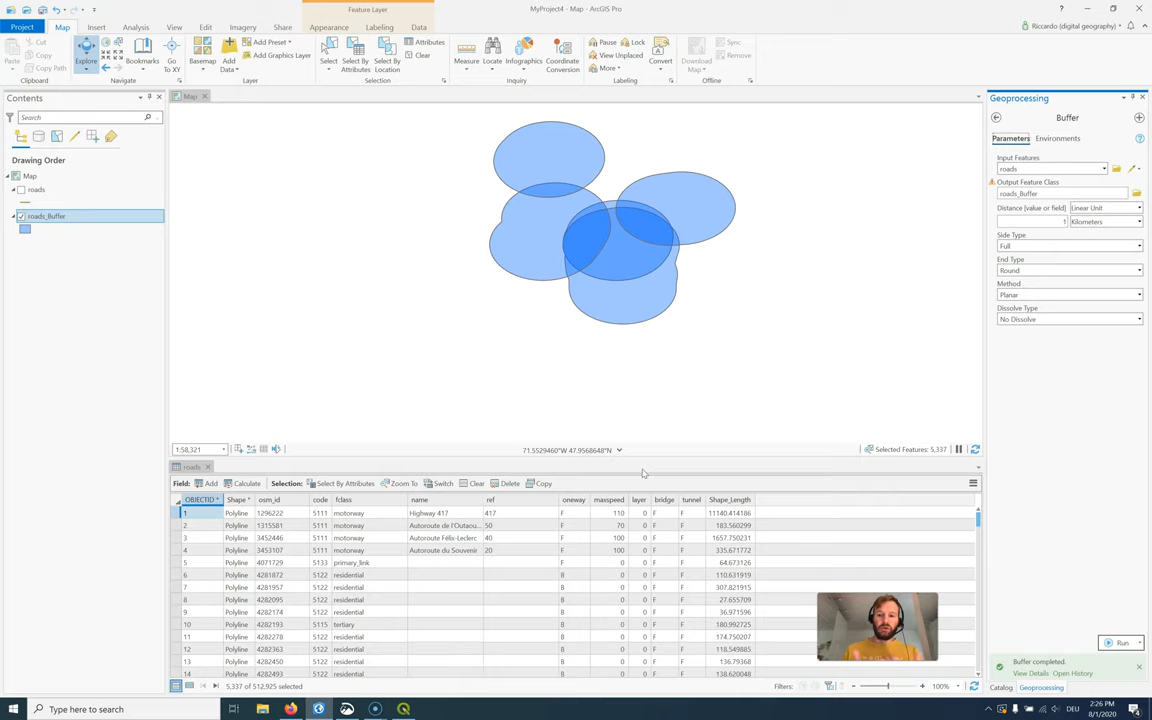 Feature Layer
MyProject4 - Map - ArcGIS Pro
Project Map Insert Analysis View Edit Imagery Share Appearance Labeling Data
Riccardo (digital geography)
Paste
Cut
Copy
Copy Path
Clipboard
Explore
Bookmarks
Go To XY
Navigate
Basemap
Add Data
Add Preset
Add Graphics Layer
Layer
Select
Select By Attributes
Select By Location
Attributes
Clear
Selection
Measure
Locate
Infographics
Coordinate Conversion
Inquiry
Pause
Lock
View Unplaced
More
Convert
Labeling
Download Map
Sync
Remove
Offline
Contents
Search
Drawing Order
Map
roads
roads_Buffer
Map
1:58,321
71.5529460°W 47.9568648°N
Selected Features: 5,337
Geoprocessing
Buffer
Parameters Environments
Input Features
roads
Output Feature Class
roads_Buffer
Distance [value or field] Linear Unit
1 Kilometers
Side Type
Full
End Type
Round
Method
Planar
Dissolve Type
No Dissolve
Run
Buffer completed.
View Details Open History
Catalog Geoprocessing
roads
Field: Add Calculate Selection: Select By Attributes Zoom To Switch Clear Delete Copy
OBJECTID * Shape * osm_id code fclass name ref oneway maxspeed layer bridge tunnel Shape_Length
1 Polyline 1296222 5111 motorway Highway 417 417 F 110 0 F F 11140.414186
2 Polyline 1315581 5111 motorway Autoroute de l'Outaou... 50 F 70 0 F F 183.560299
3 Polyline 3452446 5111 motorway Autoroute Félix-Leclerc 40 F 100 0 F F 1657.750231
4 Polyline 3453107 5111 motorway Autoroute du Souvenir 20 F 100 0 F F 335.671772
5 Polyline 4071729 5133 primary_link F 0 0 F F 64.673126
6 Polyline 4281872 5122 residential B 0 0 F F 110.631919
7 Polyline 4281957 5122 residential B 0 0 F F 307.821915
8 Polyline 4282095 5122 residential B 0 0 F F 27.655709
9 Polyline 4282174 5122 residential B 0 0 F F 36.971596
10 Polyline 4282193 5115 tertiary B 0 0 F F 180.992725
11 Polyline 4282278 5122 residential B 0 0 F F 174.750207
12 Polyline 4282363 5122 residential B 0 0 F F 118.549885
13 Polyline 4282450 5122 residential B 0 0 F F 136.79368
14 Polyline 4282493 5122 residential B 0 0 F F 138.620048
5,337 of 512,925 selected
Filters:
100%
Type here to search
DEU
2:26 PM
8/1/2020